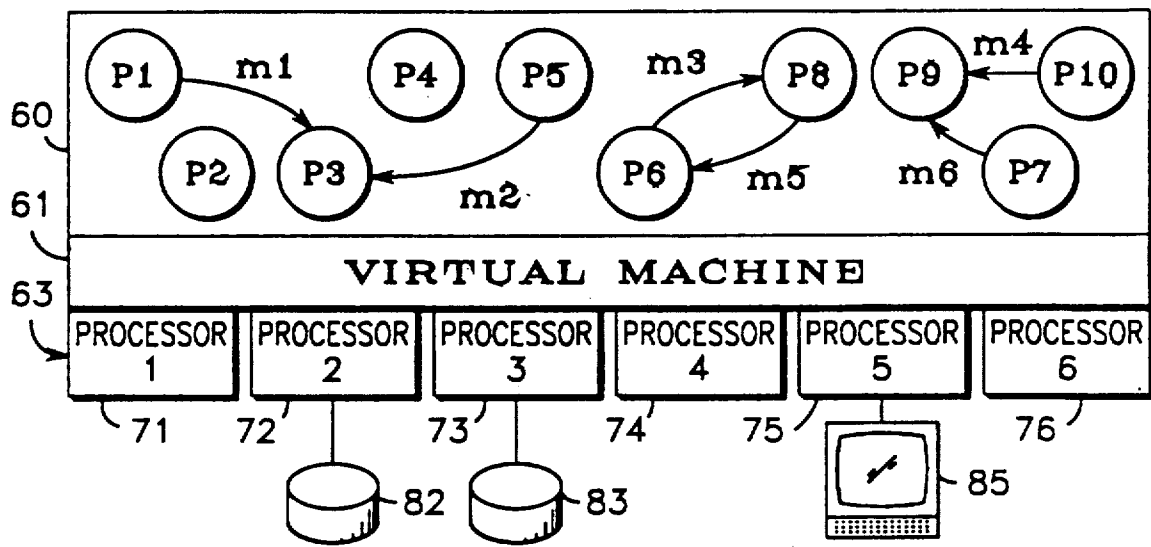 P1
m1
P4
P5
m3
P8
P9
m4
P10
60
P2
P3
m2
P6
m5
m6
P7
61
VIRTUAL MACHINE
63
PROCESSOR
1
PROCESSOR
2
PROCESSOR
3
PROCESSOR
4
PROCESSOR
5
PROCESSOR
6
71
72
73
74
75
76
82
83
85